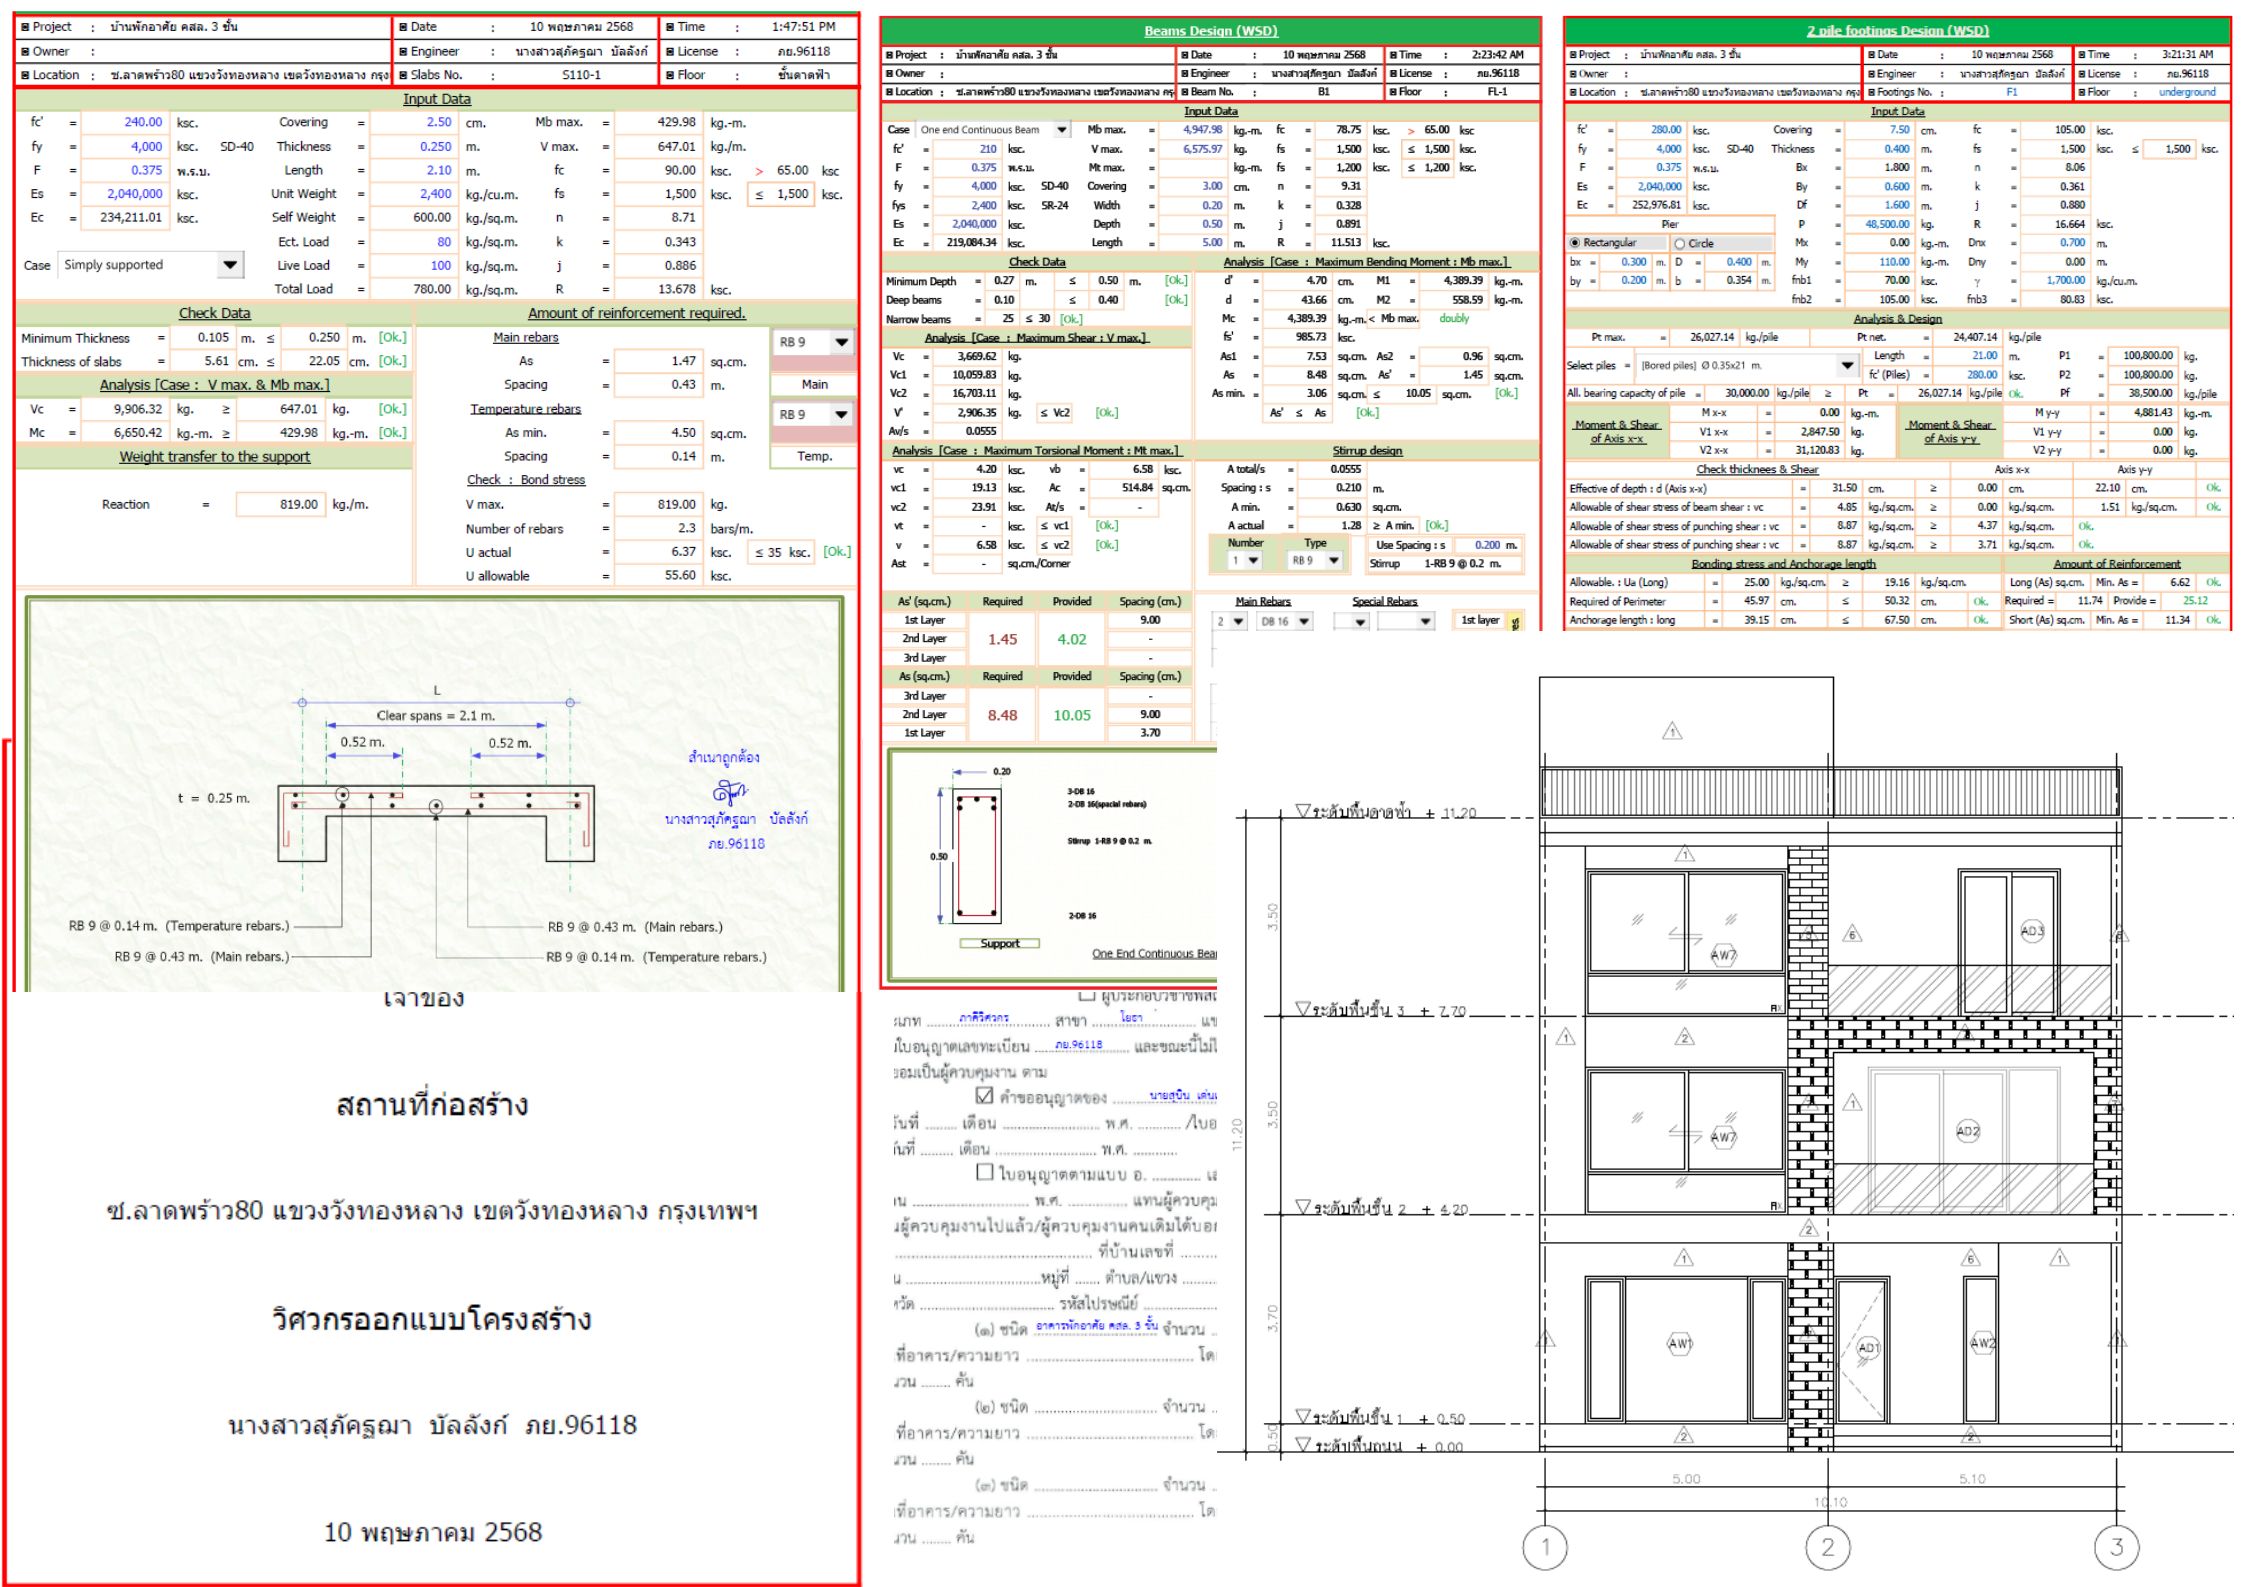 Project : บ้านพักอาศัย คสล. 3 ชั้น Date : 10 พฤษภาคม 2568 Time : 1:47:51 PM
Owner : Engineer : นางสาวสุภัคฐณา บัลลังก์ License : ภย.96118
Location : ซ.ลาดพร้าว80 แขวงวังทองหลาง เขตวังทองหลาง กรุง Slabs No. : S110-1 Floor : ชั้นดาดฟ้า
Input Data
fc' = 240.00 ksc. Covering = 2.50 cm. Mb max. = 429.98 kg.-m.
fy = 4,000 ksc. SD-40 Thickness = 0.250 m. V max. = 647.01 kg./m.
F = 0.375 พ.ร.บ. Length = 2.10 m. fc = 90.00 ksc. > 65.00 ksc
Es = 2,040,000 ksc. Unit Weight = 2,400 kg./cu.m. fs = 1,500 ksc. ≤ 1,500 ksc.
Ec = 234,211.01 ksc. Self Weight = 600.00 kg./sq.m. n = 8.71
Ect. Load = 80 kg./sq.m. k = 0.343
Case Simply supported Live Load = 100 kg./sq.m. j = 0.886
Total Load = 780.00 kg./sq.m. R = 13.678 ksc.
Check Data
Minimum Thickness = 0.105 m. ≤ 0.250 m. [Ok.]
Thickness of slabs = 5.61 cm. ≤ 22.05 cm. [Ok.]
Analysis [Case : V max. & Mb max.]
Vc = 9,906.32 kg. ≥ 647.01 kg. [Ok.]
Mc = 6,650.42 kg.-m. ≥ 429.98 kg.-m. [Ok.]
Weight transfer to the support
Reaction = 819.00 kg./m.
Amount of reinforcement required.
Main rebars RB 9
As = 1.47 sq.cm.
Spacing = 0.43 m. Main
Temperature rebars RB 9
As min. = 4.50 sq.cm.
Spacing = 0.14 m. Temp.
Check : Bond stress
V max. = 819.00 kg.
Number of rebars = 2.3 bars/m.
U actual = 6.37 ksc. ≤ 35 ksc. [Ok.]
U allowable = 55.60 ksc.
L
Clear spans = 2.1 m.
0.52 m. 0.52 m.
t = 0.25 m.
สำเนาถูกต้อง
นางสาวสุภัคฐณา บัลลังก์
ภย.96118
RB 9 @ 0.14 m. (Temperature rebars.) RB 9 @ 0.43 m. (Main rebars.)
RB 9 @ 0.43 m. (Main rebars.) RB 9 @ 0.14 m. (Temperature rebars.)
เจ้าของ
สถานที่ก่อสร้าง
ซ.ลาดพร้าว80 แขวงวังทองหลาง เขตวังทองหลาง กรุงเทพฯ
วิศวกรออกแบบโครงสร้าง
นางสาวสุภัคฐณา บัลลังก์ ภย.96118
10 พฤษภาคม 2568
Beams Design (WSD)
Project : บ้านพักอาศัย คสล. 3 ชั้น Date : 10 พฤษภาคม 2568 Time : 2:23:42 AM
Owner : Engineer : นางสาวสุภัคฐณา บัลลังก์ License : ภย.96118
Location : ซ.ลาดพร้าว80 แขวงวังทองหลาง เขตวังทองหลาง กรุ Beam No. : B1 Floor : FL-1
Input Data
Case One end Continuous Beam Mb max. = 4,947.98 kg.-m. fc = 78.75 ksc. > 65.00 ksc
fc' = 210 ksc. V max. = 6,575.97 kg. fs = 1,500 ksc. ≤ 1,500 ksc.
F = 0.375 พ.ร.บ. Mt max. = kg.-m. fs = 1,200 ksc. ≤ 1,200 ksc.
fy = 4,000 ksc. SD-40 Covering = 3.00 cm. n = 9.31
fys = 2,400 ksc. SR-24 Width = 0.20 m. k = 0.328
Es = 2,040,000 ksc. Depth = 0.50 m. j = 0.891
Ec = 219,084.34 ksc. Length = 5.00 m. R = 11.513 ksc.
Check Data
Minimum Depth = 0.27 m. ≤ 0.50 m. [Ok.]
Deep beams = 0.10 ≤ 0.40 [Ok.]
Narrow beams = 25 ≤ 30 [Ok.]
Analysis [Case : Maximum Shear : V max.]
Vc = 3,669.62 kg.
Vc1 = 10,059.83 kg.
Vc2 = 16,703.11 kg.
V' = 2,906.35 kg. ≤ Vc2 [Ok.]
Av/s = 0.0555
Analysis [Case : Maximum Bending Moment : Mb max.]
d' = 4.70 cm. M1 = 4,389.39 kg.-m.
d = 43.66 cm. M2 = 558.59 kg.-m.
Mc = 4,389.39 kg.-m. < Mb max. doubly
fs' = 985.73 ksc.
As1 = 7.53 sq.cm. As2 = 0.96 sq.cm.
As = 8.48 sq.cm. As' = 1.45 sq.cm.
As min. = 3.06 sq.cm. ≤ 10.05 sq.cm. [Ok.]
As' ≤ As [Ok.]
Analysis [Case : Maximum Torsional Moment : Mt max.]
vc = 4.20 ksc. vb = 6.58 ksc.
vc1 = 19.13 ksc. Ac = 514.84 sq.cm.
vc2 = 23.91 ksc. At/s = -
vt = - ksc. ≤ vc1 [Ok.]
v = 6.58 ksc. ≤ vc2 [Ok.]
Ast = - sq.cm./Corner
Stirrup design
A total/s = 0.0555
Spacing : s = 0.210 m.
A min. = 0.630 sq.cm.
A actual = 1.28 ≥ A min. [Ok.]
Number Type Use Spacing : s 0.200 m.
1 RB 9 Stirrup 1-RB 9 @ 0.2 m.
As' (sq.cm.) Required Provided Spacing (cm.) Main Rebars Special Rebars
1st Layer 9.00 2 DB 16 1st layer
2nd Layer 1.45 4.02 -
3rd Layer -
As (sq.cm.) Required Provided Spacing (cm.)
3rd Layer -
2nd Layer 8.48 10.05 9.00
1st Layer 3.70
0.20
3-DB 16
2-DB 16(spacial rebars)
Stirrup 1-RB 9 @ 0.2 m.
0.50
2-DB 16
Support
One End Continuous Bea
2 pile footings Design (WSD)
Project : บ้านพักอาศัย คสล. 3 ชั้น Date : 10 พฤษภาคม 2568 Time : 3:21:31 AM
Owner : Engineer : นางสาวสุภัคฐณา บัลลังก์ License : ภย.96118
Location : ซ.ลาดพร้าว80 แขวงวังทองหลาง เขตวังทองหลาง กรุง Footings No. : F1 Floor : underground
Input Data
fc' = 280.00 ksc. Covering = 7.50 cm. fc = 105.00 ksc.
fy = 4,000 ksc. SD-40 Thickness = 0.400 m. fs = 1,500 ksc. ≤ 1,500 ksc.
F = 0.375 พ.ร.บ. Bx = 1.800 m. n = 8.06
Es = 2,040,000 ksc. By = 0.600 m. k = 0.361
Ec = 252,976.81 ksc. Df = 1.600 m. j = 0.880
Pier P = 48,500.00 kg. R = 16.664 ksc.
Rectangular Circle Mx = 0.00 kg.-m. Dnx = 0.700 m.
bx = 0.300 m. D = 0.400 m. My = 110.00 kg.-m. Dny = 0.00 m.
by = 0.200 m. b = 0.354 m. fnb1 = 70.00 ksc. γ = 1,700.00 kg./cu.m.
fnb2 = 105.00 ksc. fnb3 = 80.83 ksc.
Analysis & Design
Pt max. = 26,027.14 kg./pile Pt net. = 24,407.14 kg./pile
Select piles = [Bored piles] Ø 0.35x21 m. Length = 21.00 m. P1 = 100,800.00 kg.
fc' (Piles) = 280.00 ksc. P2 = 100,800.00 kg.
All. bearing capacity of pile = 30,000.00 kg./pile ≥ Pt = 26,027.14 kg./pile Ok. Pf = 38,500.00 kg./pile
Moment & Shear of Axis x-x M x-x = 0.00 kg.-m. Moment & Shear of Axis y-y M y-y = 4,881.43 kg.-m.
V1 x-x = 2,847.50 kg. V1 y-y = 0.00 kg.
V2 x-x = 31,120.83 kg. V2 y-y = 0.00 kg.
Check thicknees & Shear Axis x-x Axis y-y
Effective of depth : d (Axis x-x) = 31.50 cm. ≥ 0.00 cm. 22.10 cm. Ok.
Allowable of shear stress of beam shear : vc = 4.85 kg./sq.cm. ≥ 0.00 kg./sq.cm. 1.51 kg./sq.cm. Ok.
Allowable of shear stress of punching shear : vc = 8.87 kg./sq.cm. ≥ 4.37 kg./sq.cm. Ok.
Allowable of shear stress of punching shear : vc = 8.87 kg./sq.cm. ≥ 3.71 kg./sq.cm. Ok.
Bonding stress and Anchorage length Amount of Reinforcement
Allowable. : Ua (Long) = 25.00 kg./sq.cm. ≥ 19.16 kg./sq.cm. Long (As) sq.cm. Min. As = 6.62 Ok.
Required of Perimeter = 45.97 cm. ≤ 50.32 cm. Ok. Required = 11.74 Provide = 25.12
Anchorage length : long = 39.15 cm. ≤ 67.50 cm. Ok. Short (As) sq.cm. Min. As = 11.34 Ok.
ภาคีวิศวกร สาขา โยธา
ใบอนุญาตเลขทะเบียน ภย.96118 และขณะนี้ไม่ไ
ยอมเป็นผู้ควบคุมงาน ตาม
คำขออนุญาตของ นายสุบิน
วันที่ เดือน พ.ศ. /ใบอ
วันที่ เดือน พ.ศ.
ใบอนุญาตตามแบบ อ.
พ.ศ. แทนผู้ควบคุม
ผู้ควบคุมงานไปแล้ว/ผู้ควบคุมงานคนเดิมได้บอก
ที่บ้านเลขที่
หมู่ที่ ตำบล/แขวง
รหัสไปรษณีย์
(๑) ชนิด อาคารพักอาศัย คสล. 3 ชั้น จำนวน
ที่อาคาร/ความยาว
คัน
(๒) ชนิด จำนวน
ที่อาคาร/ความยาว
คัน
(๓) ชนิด จำนวน
ที่อาคาร/ความยาว
คัน
1
ระดับพื้นดาดฟ้า + 11.20
1
3.50 AW7 6 AD3
ระดับพื้นชั้น 3 + 7.70
1 2
11.20 3.50 AW7 1 AD2
ระดับพื้นชั้น 2 + 4.20
2
1 6 1
3.70 AW1 AD1 AW2
ระดับพื้นชั้น 1 + 0.50
0.50 ระดับพื้นถนน + 0.00 2 2
5.00 5.10
10.10
1 2 3